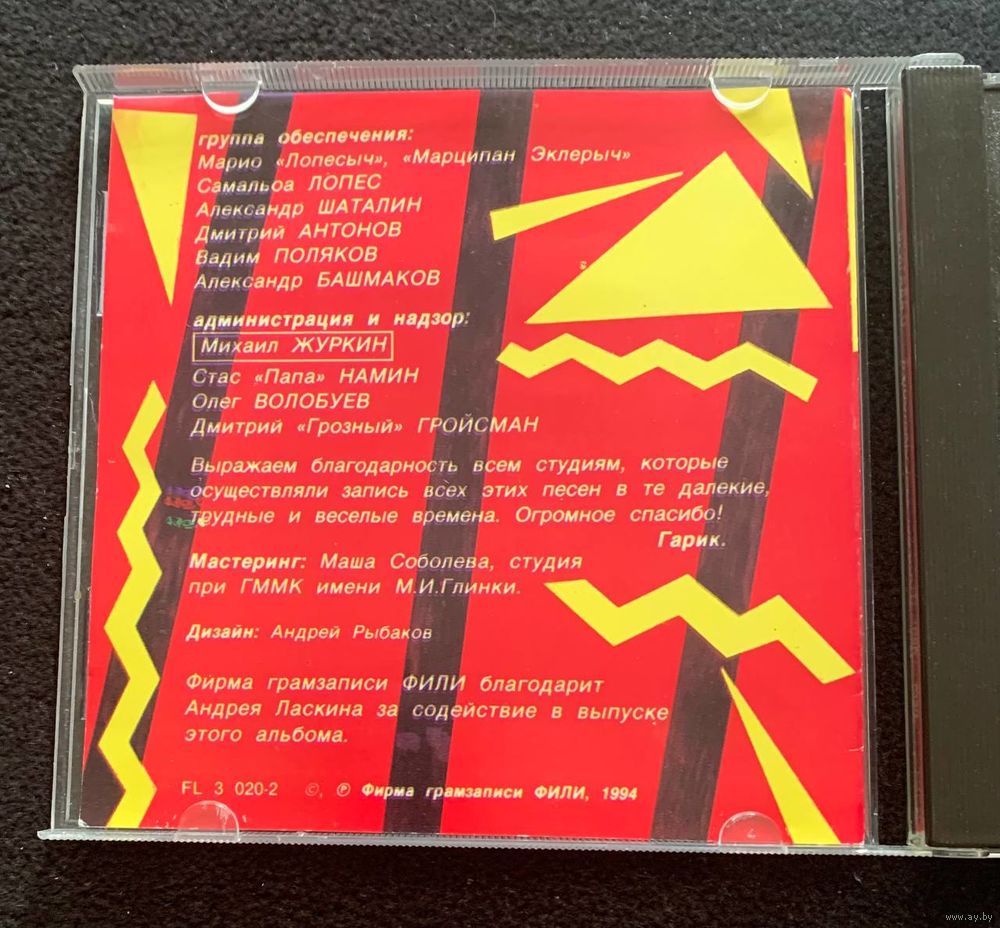 группа обеспечения:
Марио «Лопесыч», «Марципан Эклерыч»
Самальоа ЛОПЕС
Александр ШАТАЛИН
Дмитрий АНТОНОВ
Вадим ПОЛЯКОВ
Александр БАШМАКОВ
администрация и надзор:
Михаил ЖУРКИН
Стас «Папа» НАМИН
Олег ВОЛОБУЕВ
Дмитрий «Грозный» ГРОЙСМАН
Выражаем благодарность всем студиям, которые
осуществляли запись всех этих песен в те далекие,
трудные и веселые времена. Огромное спасибо!
Гарик.
Мастеринг: Маша Соболева, студия
при ГММК имени М.И.Глинки.
Дизайн: Андрей Рыбаков
Фирма грамзаписи ФИЛИ благодарит
Андрея Ласкина за содействие в выпуске
этого альбома.
FL 3 020-2 ©, ℗ Фирма грамзаписи ФИЛИ, 1994
www.ay.by